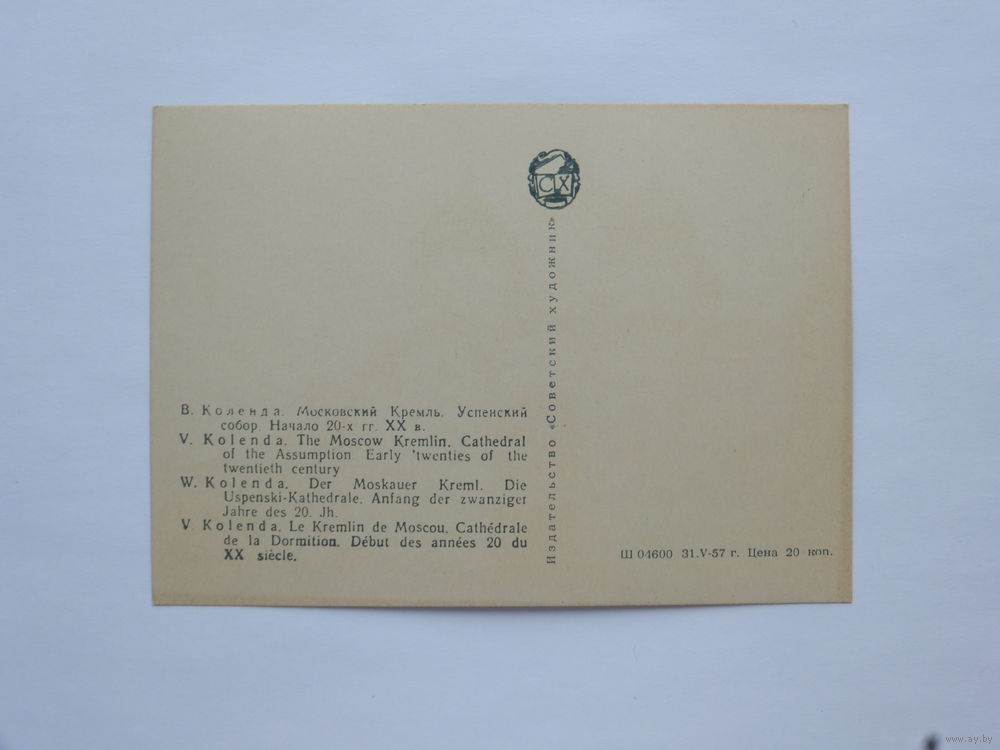 СХ
В. Коленда. Московский Кремль. Успенский
собор. Начало 20-х гг. XX в.
V. Kolenda. The Moscow Kremlin. Cathedral
of the Assumption. Early 'twenties of the
twentieth century
W. Kolenda. Der Moskauer Kreml. Die
Uspenski-Kathedrale. Anfang der zwanziger
Jahre des 20. Jh.
V. Kolenda. Le Kremlin de Moscou. Cathédrale
de la Dormition. Début des années 20 du
XX siècle.
Издательство «Советский художник»
Ш 04600 31.V-57 г. Цена 20 коп.
www.ay.by